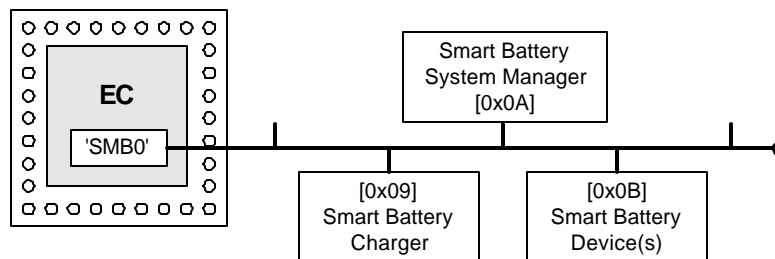 EC
'SMB0'
Smart Battery
System Manager
[0x0A]
[0x09]
Smart Battery
Charger
[0x0B]
Smart Battery
Device(s)